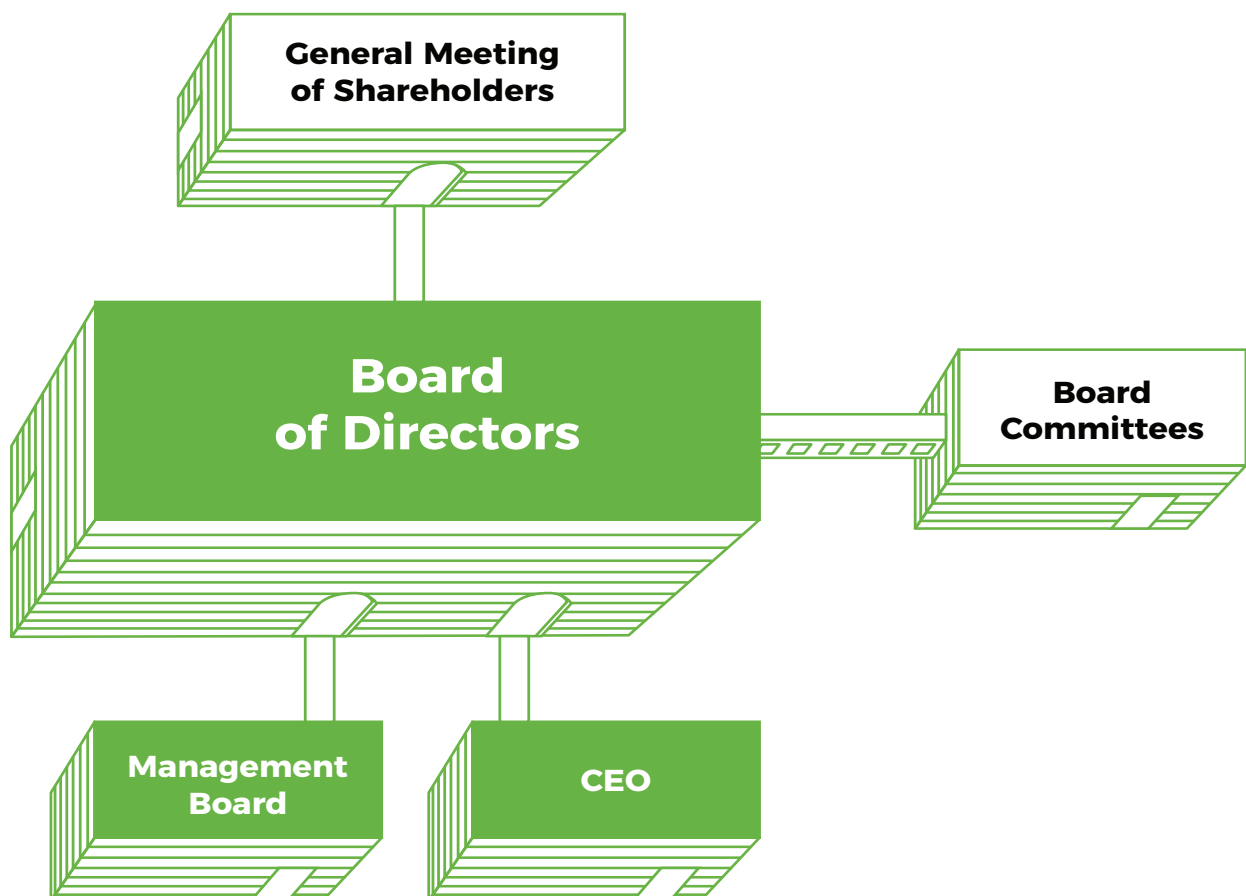 General Meeting
of Shareholders
Board
of Directors
Board
Committees
Management
Board
CEO